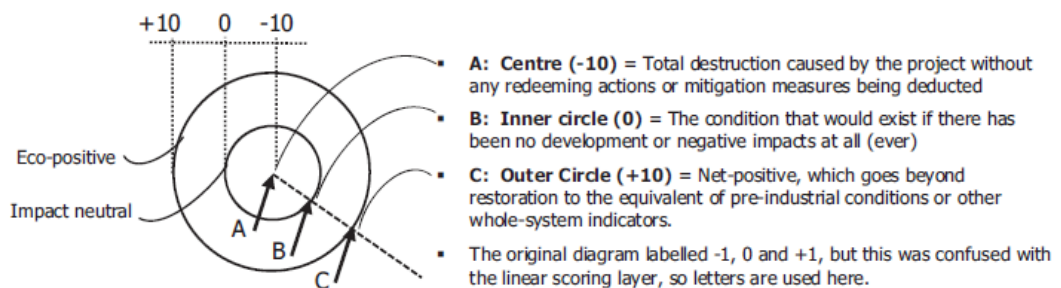 +10 0 -10
Eco-positive
Impact neutral
A
B
C
▪ A: Centre (-10) = Total destruction caused by the project without
any redeeming actions or mitigation measures being deducted
▪ B: Inner circle (0) = The condition that would exist if there has
been no development or negative impacts at all (ever)
▪ C: Outer Circle (+10) = Net-positive, which goes beyond
restoration to the equivalent of pre-industrial conditions or other
whole-system indicators.
▪ The original diagram labelled -1, 0 and +1, but this was confused with
the linear scoring layer, so letters are used here.